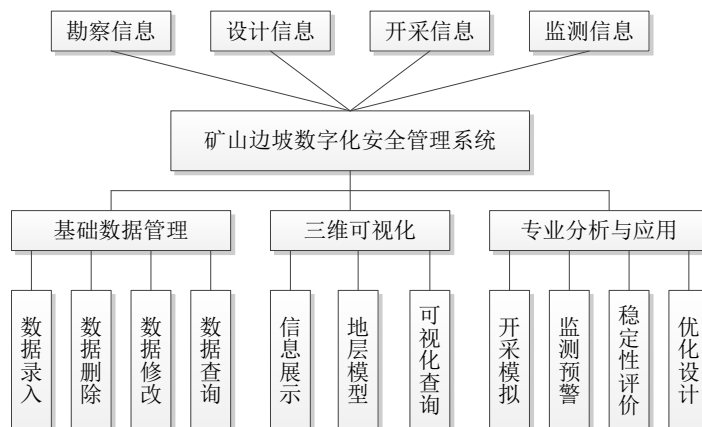 勘察信息
设计信息
开采信息
监测信息
矿山边坡数字化安全管理系统
基础数据管理
三维可视化
专业分析与应用
数据录入
数据删除
数据修改
数据查询
信息展示
地层模型
可视化查询
开采模拟
监测预警
稳定性评价
优化设计